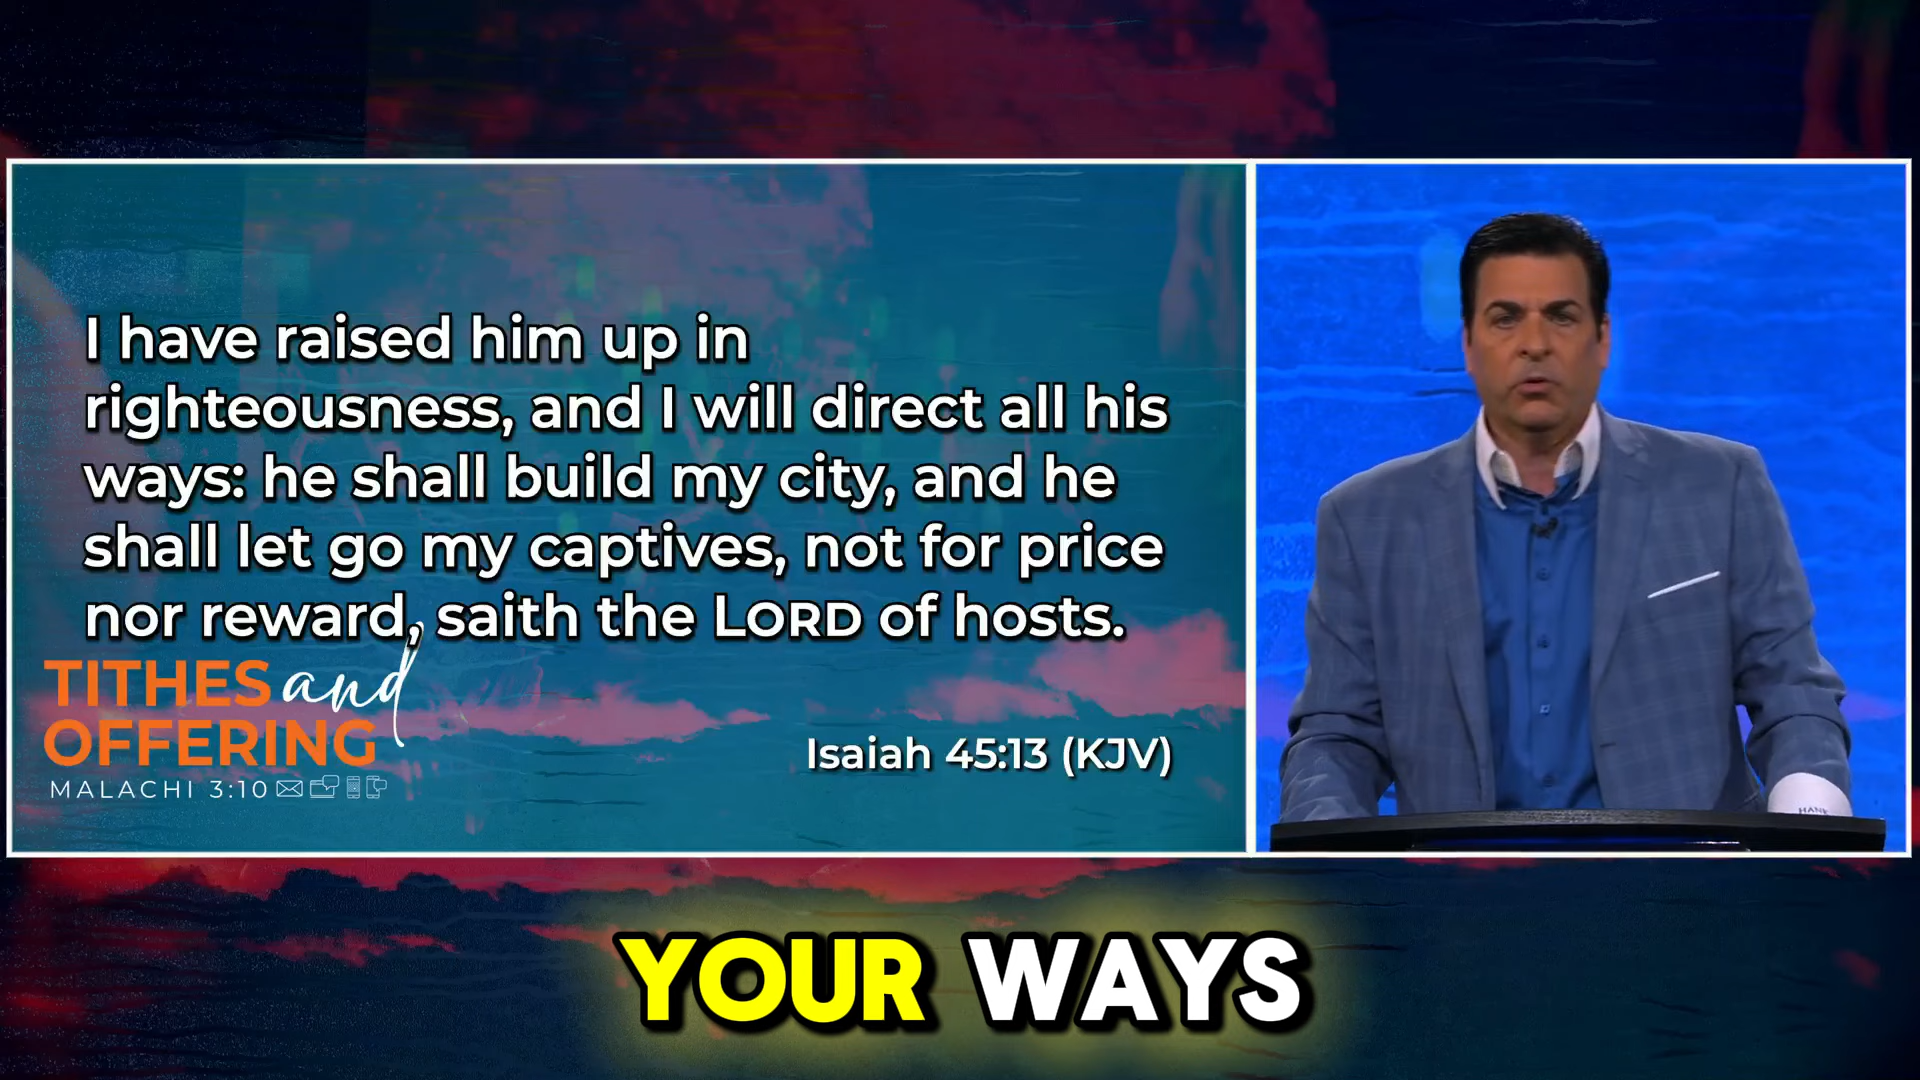 I have raised him up in
righteousness, and I will direct all his
ways: he shall build my city, and he
shall let go my captives, not for price
nor reward, saith the LORD of hosts.
TITHES and
OFFERING
MALACHI 3:10
Isaiah 45:13 (KJV)
HANK
YOUR WAYS